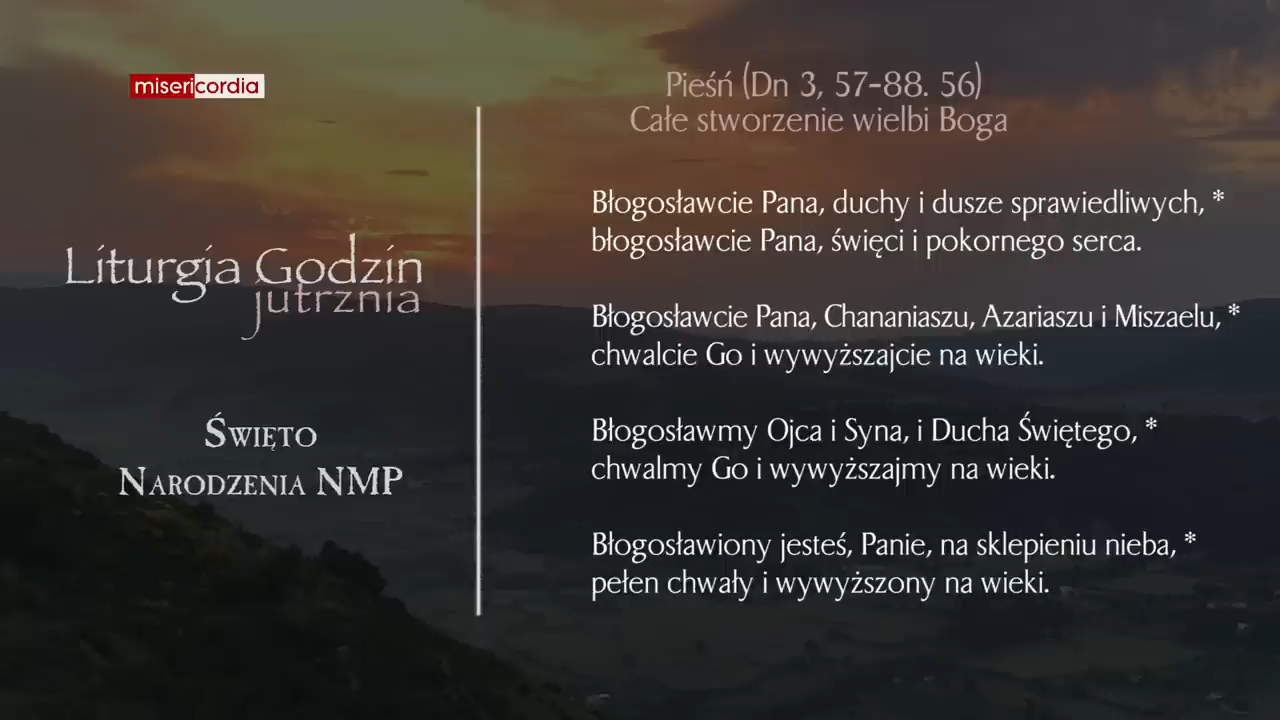 misericordia
Liturgia Godzin
jutrznia
Święto
Narodzenia NMP
Pieśń (Dn 3, 57-88. 56)
Całe stworzenie wielbi Boga
Błogosławcie Pana, duchy i dusze sprawiedliwych, *
błogosławcie Pana, święci i pokornego serca.
Błogosławcie Pana, Chananiaszu, Azariaszu i Miszaelu, *
chwalcie Go i wywyższajcie na wieki.
Błogosławmy Ojca i Syna, i Ducha Świętego, *
chwalmy Go i wywyższajmy na wieki.
Błogosławiony jesteś, Panie, na sklepieniu nieba, *
pełen chwały i wywyższony na wieki.